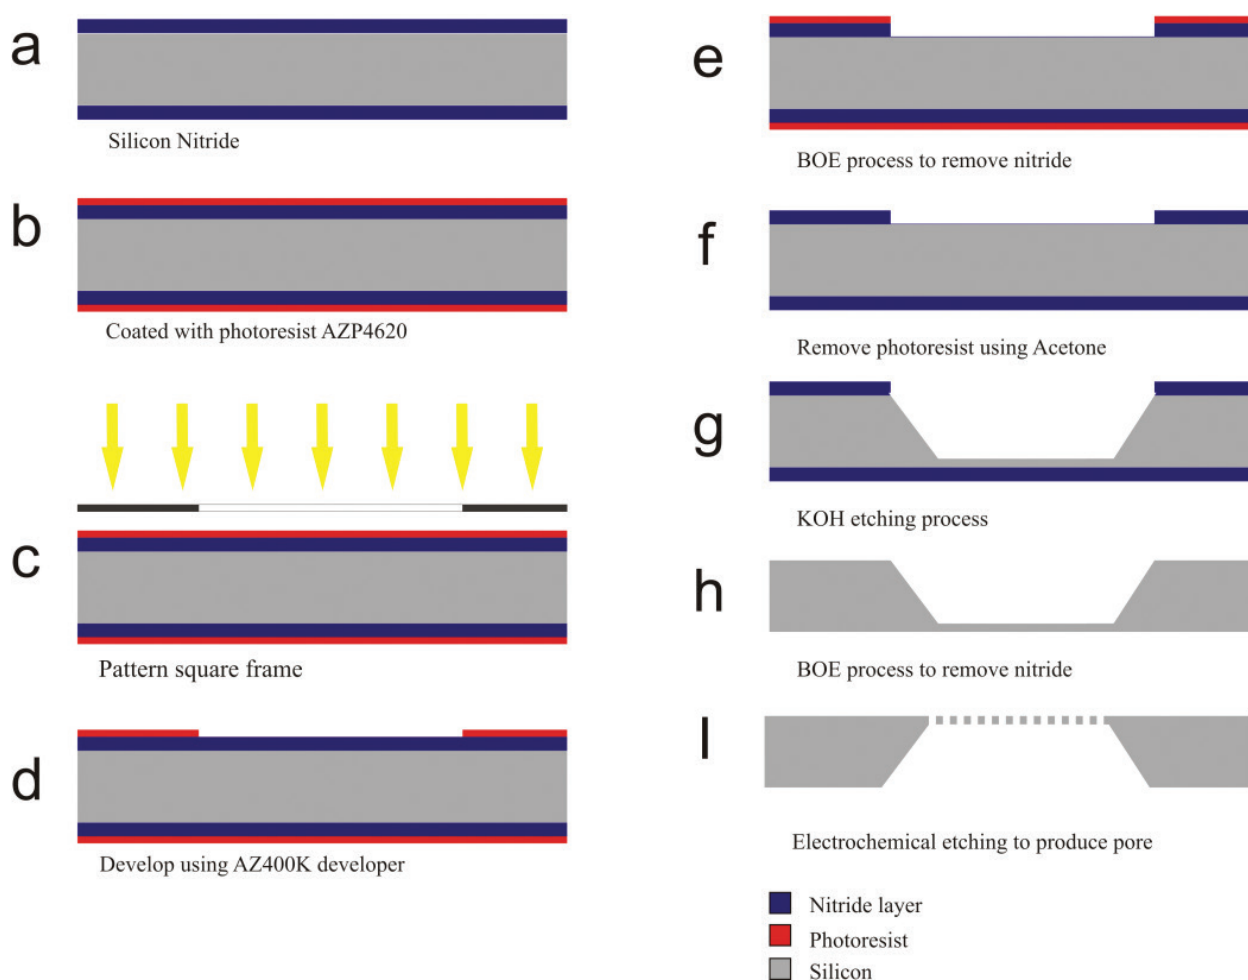 a
Silicon Nitride
b
Coated with photoresist AZP4620
c
Pattern square frame
d
Develop using AZ400K developer
e
BOE process to remove nitride
f
Remove photoresist using Acetone
g
KOH etching process
h
BOE process to remove nitride
l
Electrochemical etching to produce pore
Nitride layer
Photoresist
Silicon